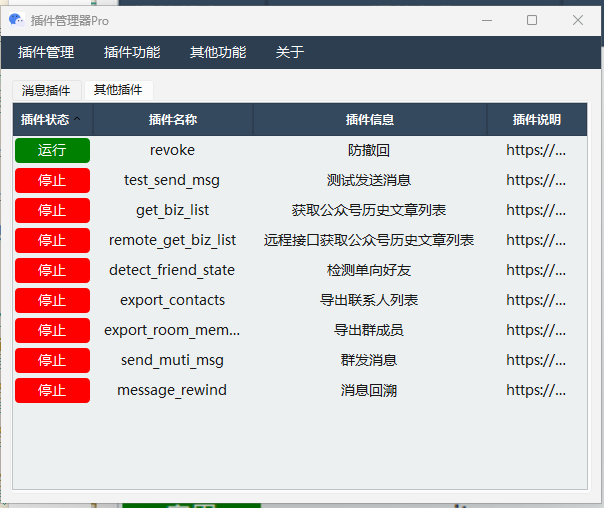 插件管理器Pro
插件管理 插件功能 其他功能 关于
消息插件 其他插件
插件状态 插件名称 插件信息 插件说明
运行 revoke 防撤回 https://...
停止 test_send_msg 测试发送消息 https://...
停止 get_biz_list 获取公众号历史文章列表 https://...
停止 remote_get_biz_list 远程接口获取公众号历史文章列表 https://...
停止 detect_friend_state 检测单向好友 https://...
停止 export_contacts 导出联系人列表 https://...
停止 export_room_mem... 导出群成员 https://...
停止 send_muti_msg 群发消息 https://...
停止 message_rewind 消息回溯 https://...